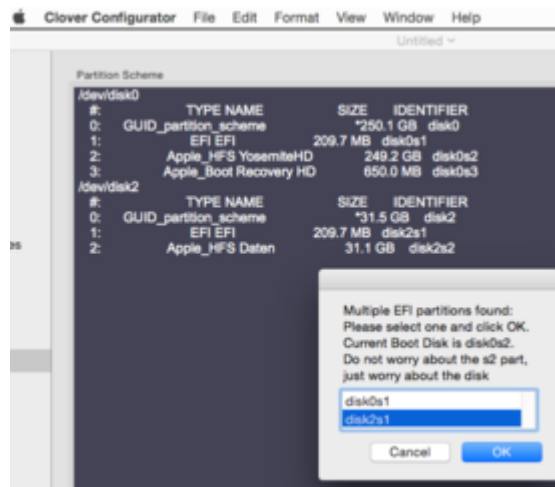 Clover Configurator File Edit Format View Window Help
Untitled
Partition Scheme
/dev/disk0
#: TYPE NAME SIZE IDENTIFIER
0: GUID_partition_scheme *250.1 GB disk0
1: EFI EFI 209.7 MB disk0s1
2: Apple_HFS YosemiteHD 249.2 GB disk0s2
3: Apple_Boot Recovery HD 650.0 MB disk0s3
/dev/disk2
#: TYPE NAME SIZE IDENTIFIER
0: GUID_partition_scheme *31.5 GB disk2
1: EFI EFI 209.7 MB disk2s1
2: Apple_HFS Daten 31.1 GB disk2s2
es
Multiple EFI partitions found:
Please select one and click OK.
Current Boot Disk is disk0s2.
Do not worry about the s2 part,
just worry about the disk
disk0s1
disk2s1
Cancel OK